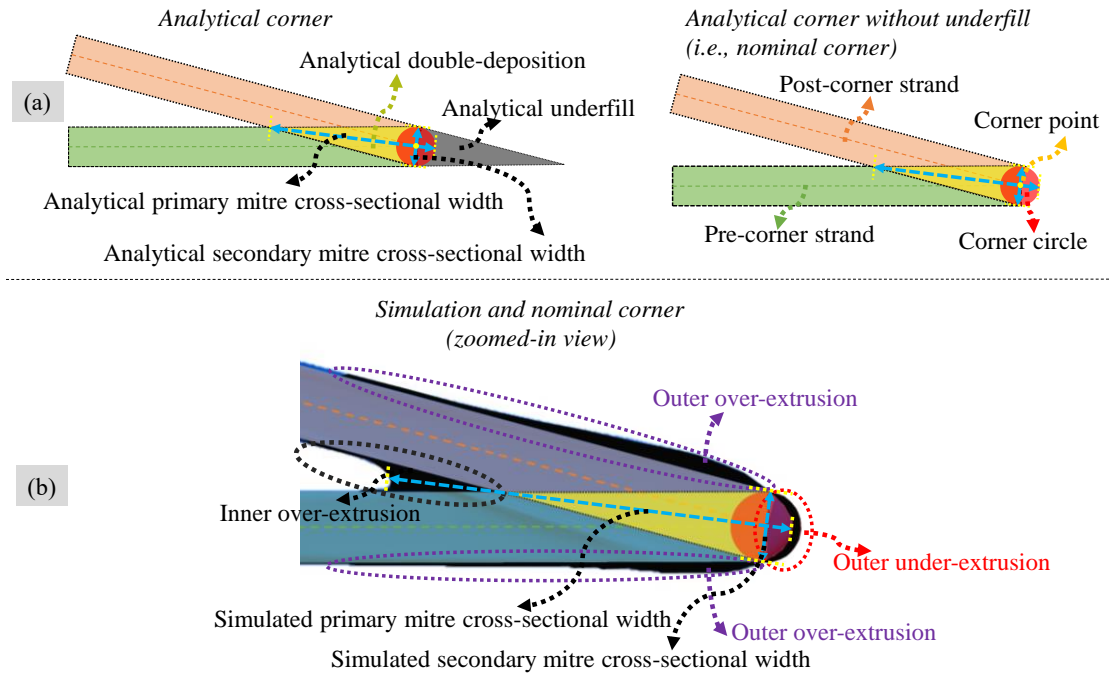 Analytical corner
Analytical corner without underfill
(i.e., nominal corner)
(a)
Analytical double-deposition
Analytical underfill
Analytical primary mitre cross-sectional width
Analytical secondary mitre cross-sectional width
Post-corner strand
Corner point
Pre-corner strand
Corner circle
Simulation and nominal corner
(zoomed-in view)
(b)
Outer over-extrusion
Inner over-extrusion
Outer under-extrusion
Simulated primary mitre cross-sectional width
Outer over-extrusion
Simulated secondary mitre cross-sectional width